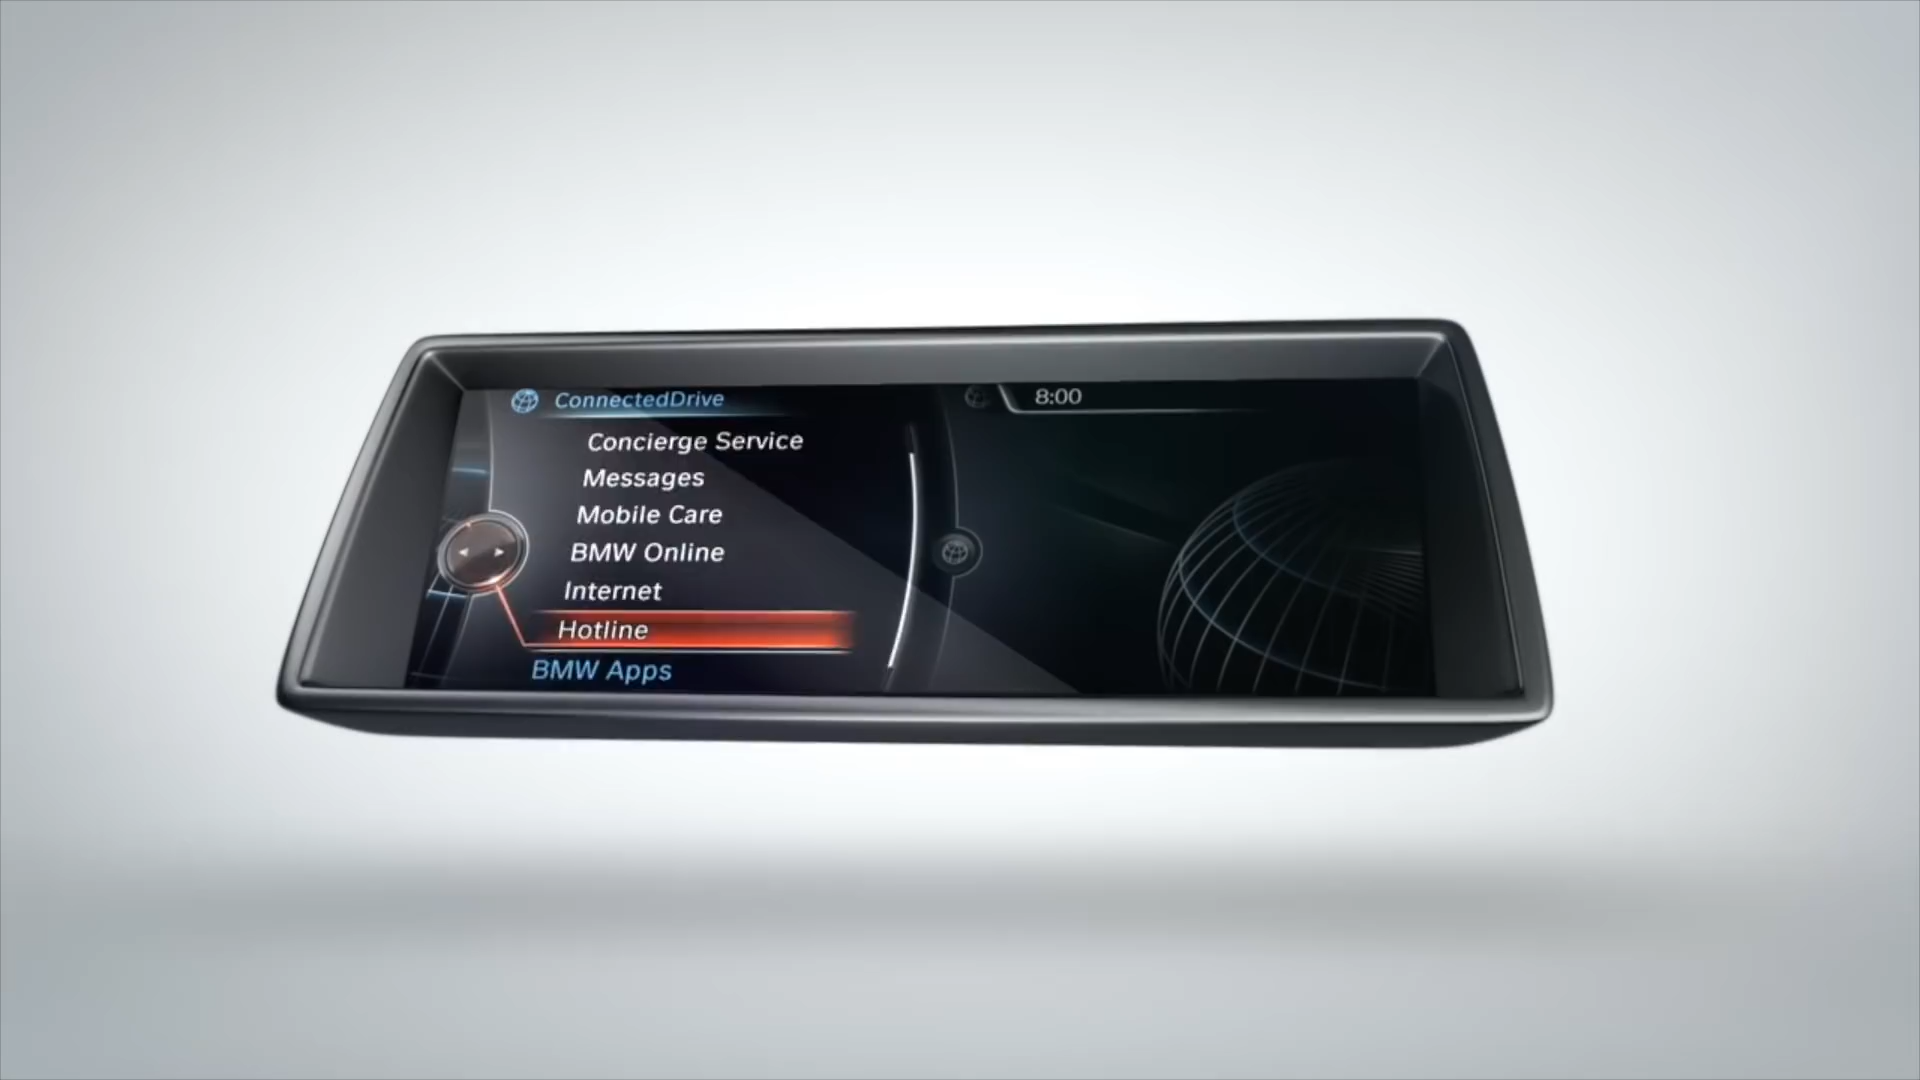 ConnectedDrive
8:00
Concierge Service
Messages
Mobile Care
BMW Online
Internet
Hotline
BMW Apps